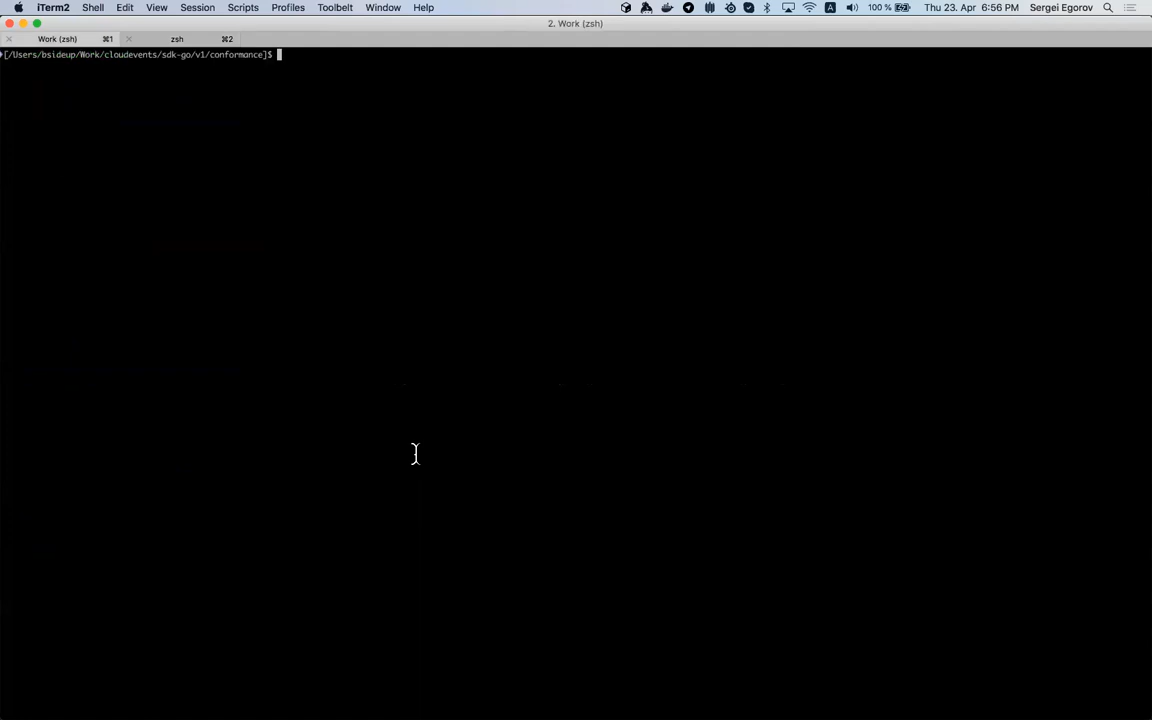 iTerm2 Shell Edit View Session Scripts Profiles Toolbelt Window Help A 100 % Thu 23. Apr 6:56 PM Sergei Egorov
2. Work (zsh)
Work (zsh) ⌘1 zsh ⌘2
[/Users/bsideup/Work/cloudevents/sdk-go/v1/conformance]$